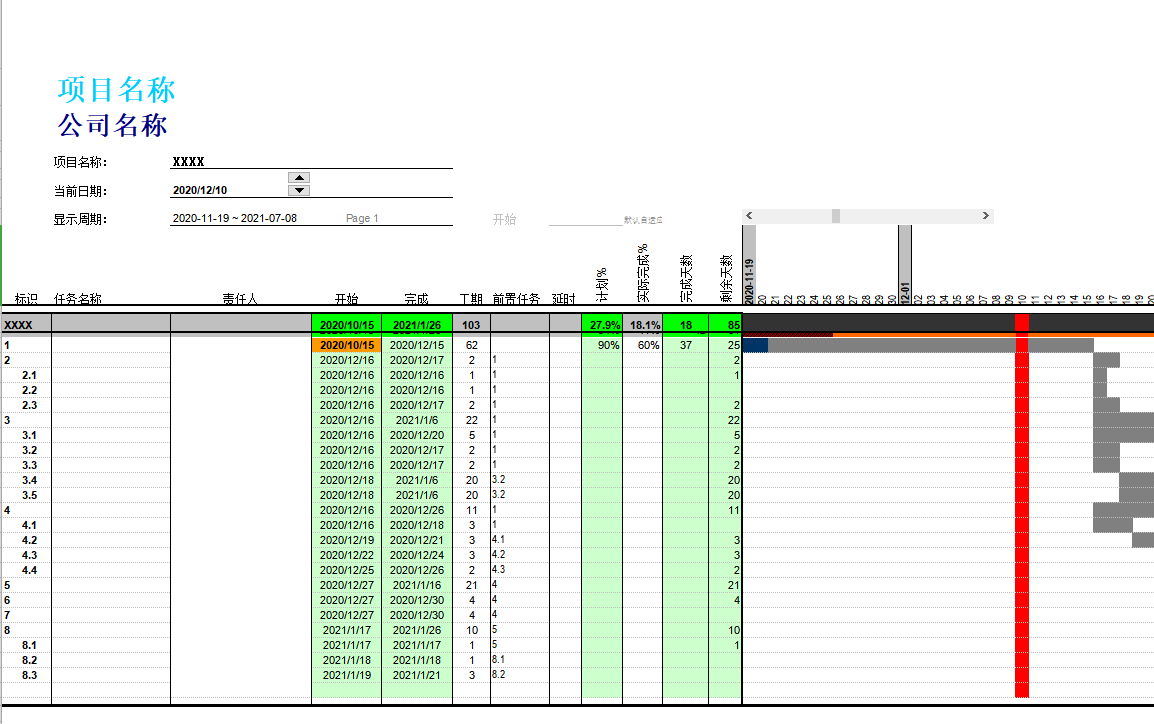 项目名称
公司名称
项目名称: XXXX
当前日期: 2020/12/10
显示周期: 2020-11-19 ~ 2021-07-08 Page 1 开始 默认自适应
标识 任务名称 责任人 开始 完成 工期 前置任务 延时 计划% 实际完成% 完成天数 剩余天数 2020-11-19 20 21 22 23 24 25 26 27 28 29 30 12-01 02 03 04 05 06 07 08 09 10 11 12 13 14 15 16 17 18 19 20
XXXX 2020/10/15 2021/1/26 103 27.9% 18.1% 18 85
1 2020/10/15 2020/12/15 62 90% 60% 37 25
2 2020/12/16 2020/12/17 2 1 2
2.1 2020/12/16 2020/12/16 1 1 1
2.2 2020/12/16 2020/12/16 1 1
2.3 2020/12/16 2020/12/17 2 1 2
3 2020/12/16 2021/1/6 22 1 22
3.1 2020/12/16 2020/12/20 5 1 5
3.2 2020/12/16 2020/12/17 2 1 2
3.3 2020/12/16 2020/12/17 2 1 2
3.4 2020/12/18 2021/1/6 20 3.2 20
3.5 2020/12/18 2021/1/6 20 3.2 20
4 2020/12/16 2020/12/26 11 1 11
4.1 2020/12/16 2020/12/18 3 1
4.2 2020/12/19 2020/12/21 3 4.1 3
4.3 2020/12/22 2020/12/24 3 4.2 3
4.4 2020/12/25 2020/12/26 2 4.3 2
5 2020/12/27 2021/1/16 21 4 21
6 2020/12/27 2020/12/30 4 4 4
7 2020/12/27 2020/12/30 4 4
8 2021/1/17 2021/1/26 10 5 10
8.1 2021/1/17 2021/1/17 1 5 1
8.2 2021/1/18 2021/1/18 1 8.1
8.3 2021/1/19 2021/1/21 3 8.2